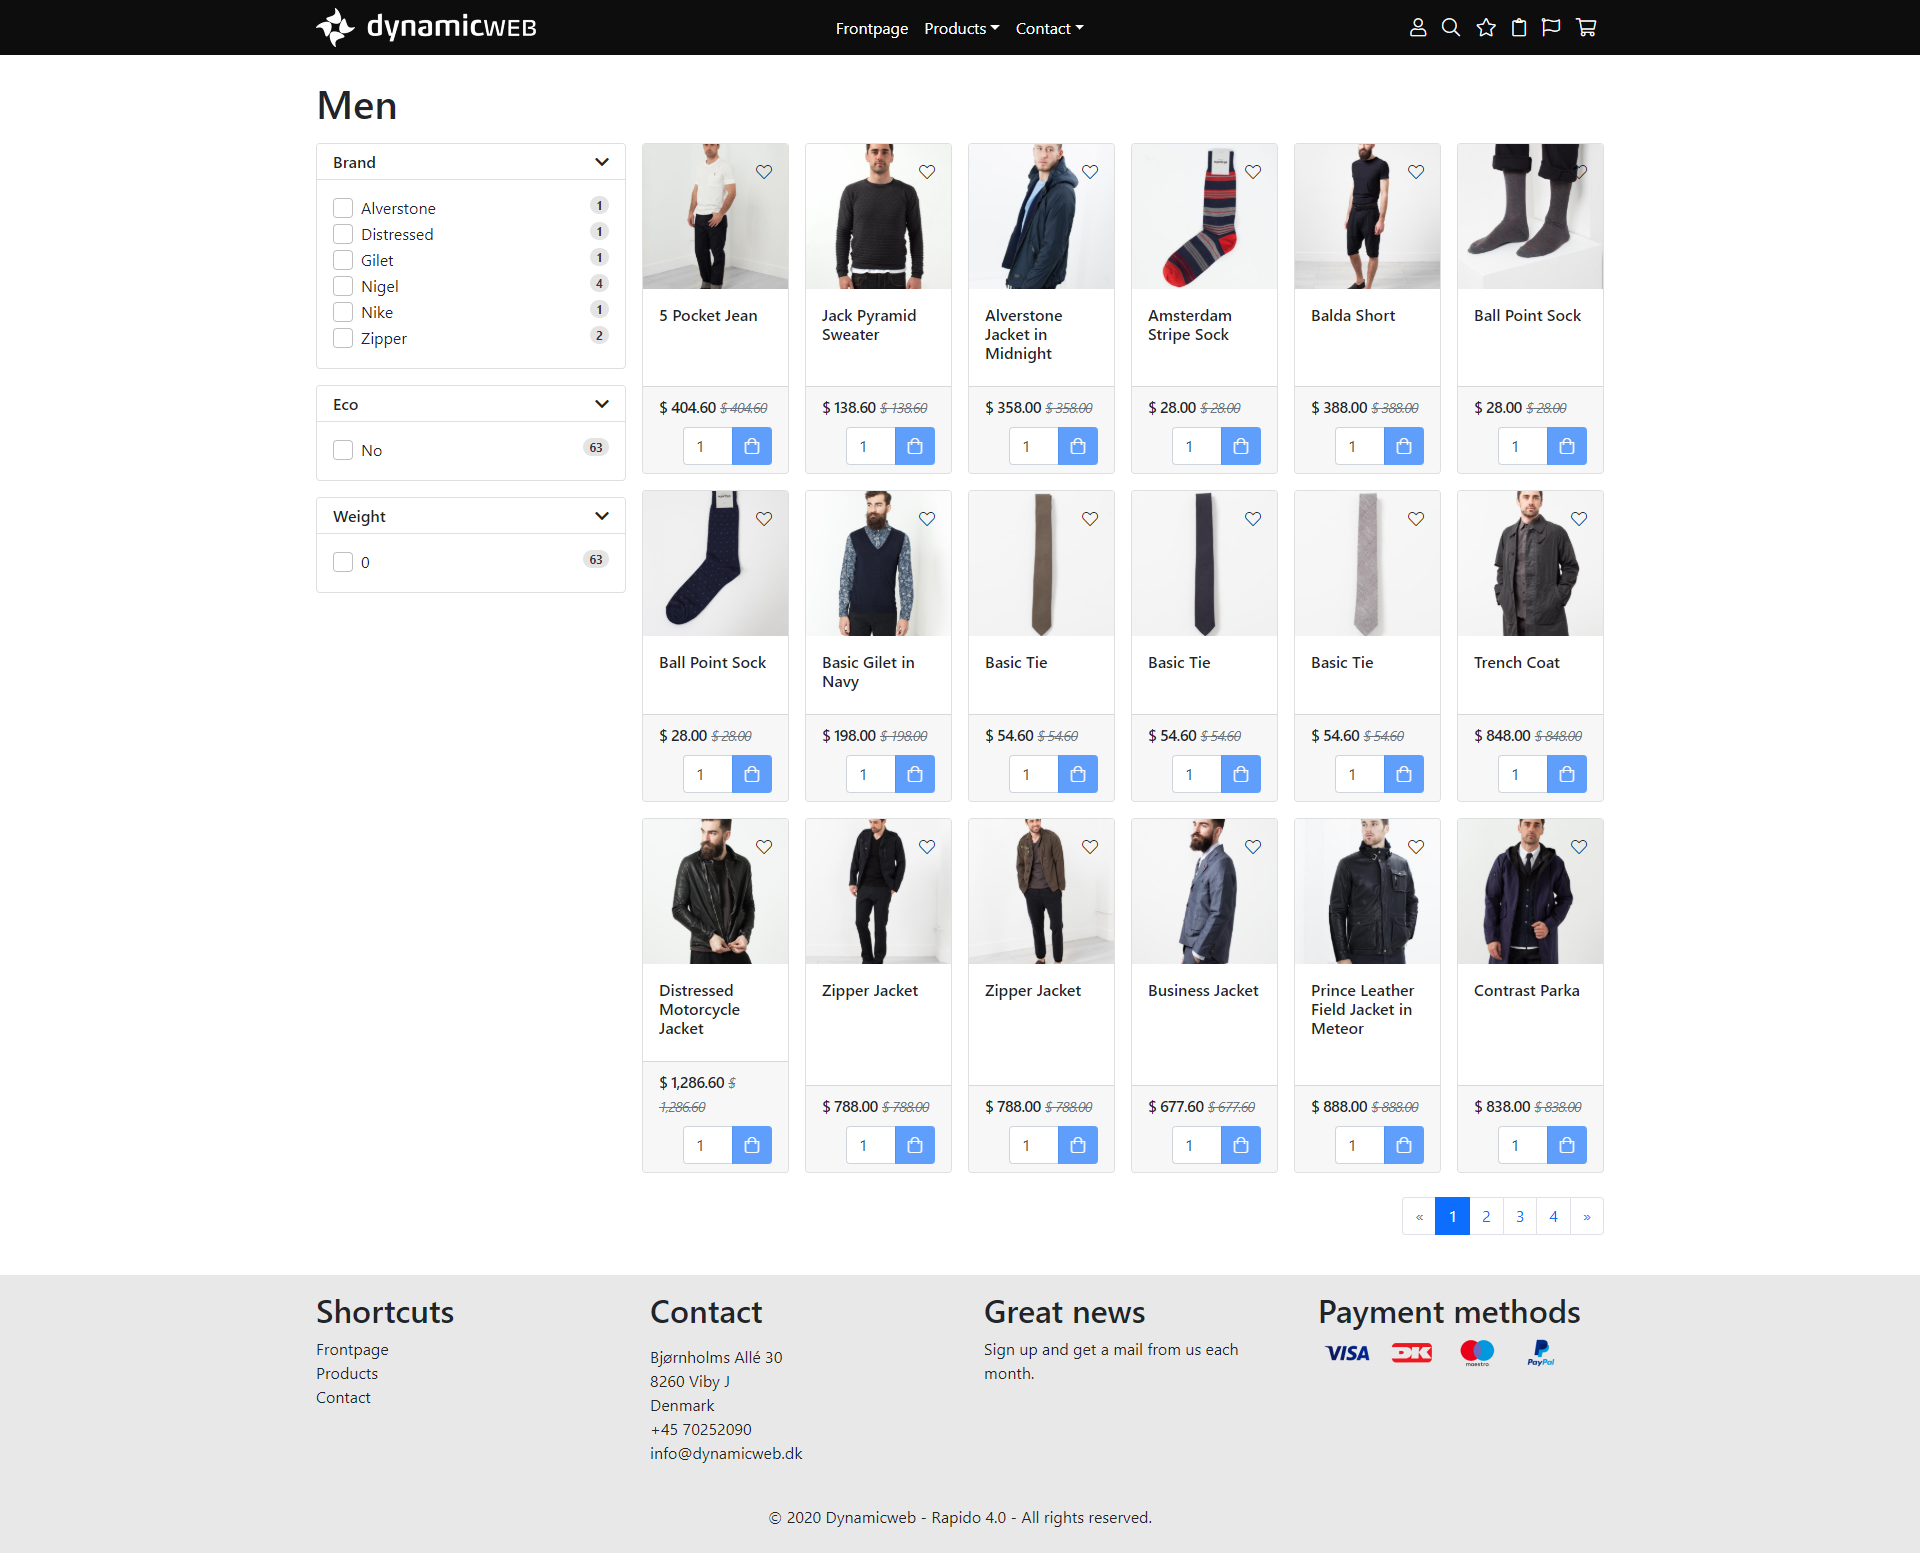 dynamicWEB
Frontpage Products Contact
Men
Brand
Alverstone 1
Distressed 1
Gilet 1
Nigel 4
Nike 1
Zipper 2
Eco
No 63
Weight
0 63
5 Pocket Jean
$ 404.60 $ 404.60
1
Jack Pyramid
Sweater
$ 138.60 $ 138.60
1
Alverstone
Jacket in
Midnight
$ 358.00 $ 358.00
1
Amsterdam
Stripe Sock
$ 28.00 $ 28.00
1
Balda Short
$ 388.00 $ 388.00
1
Ball Point Sock
$ 28.00 $ 28.00
1
Ball Point Sock
$ 28.00 $ 28.00
1
Basic Gilet in
Navy
$ 198.00 $ 198.00
1
Basic Tie
$ 54.60 $ 54.60
1
Basic Tie
$ 54.60 $ 54.60
1
Basic Tie
$ 54.60 $ 54.60
1
Trench Coat
$ 848.00 $ 848.00
1
Distressed
Motorcycle
Jacket
$ 1,286.60 $
1,286.60
1
Zipper Jacket
$ 788.00 $ 788.00
1
Zipper Jacket
$ 788.00 $ 788.00
1
Business Jacket
$ 677.60 $ 677.60
1
Prince Leather
Field Jacket in
Meteor
$ 888.00 $ 888.00
1
Contrast Parka
$ 838.00 $ 838.00
1
« 1 2 3 4 »
Shortcuts
Frontpage
Products
Contact
Contact
Bjørnholms Allé 30
8260 Viby J
Denmark
+45 70252090
info@dynamicweb.dk
Great news
Sign up and get a mail from us each
month.
Payment methods
VISA DK maestro PayPal
© 2020 Dynamicweb - Rapido 4.0 - All rights reserved.